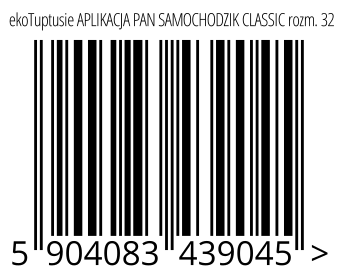 ekoTuptusie APLIKACJA PAN SAMOCHODZIK CLASSIC rozm. 32
5 904083 439045 >